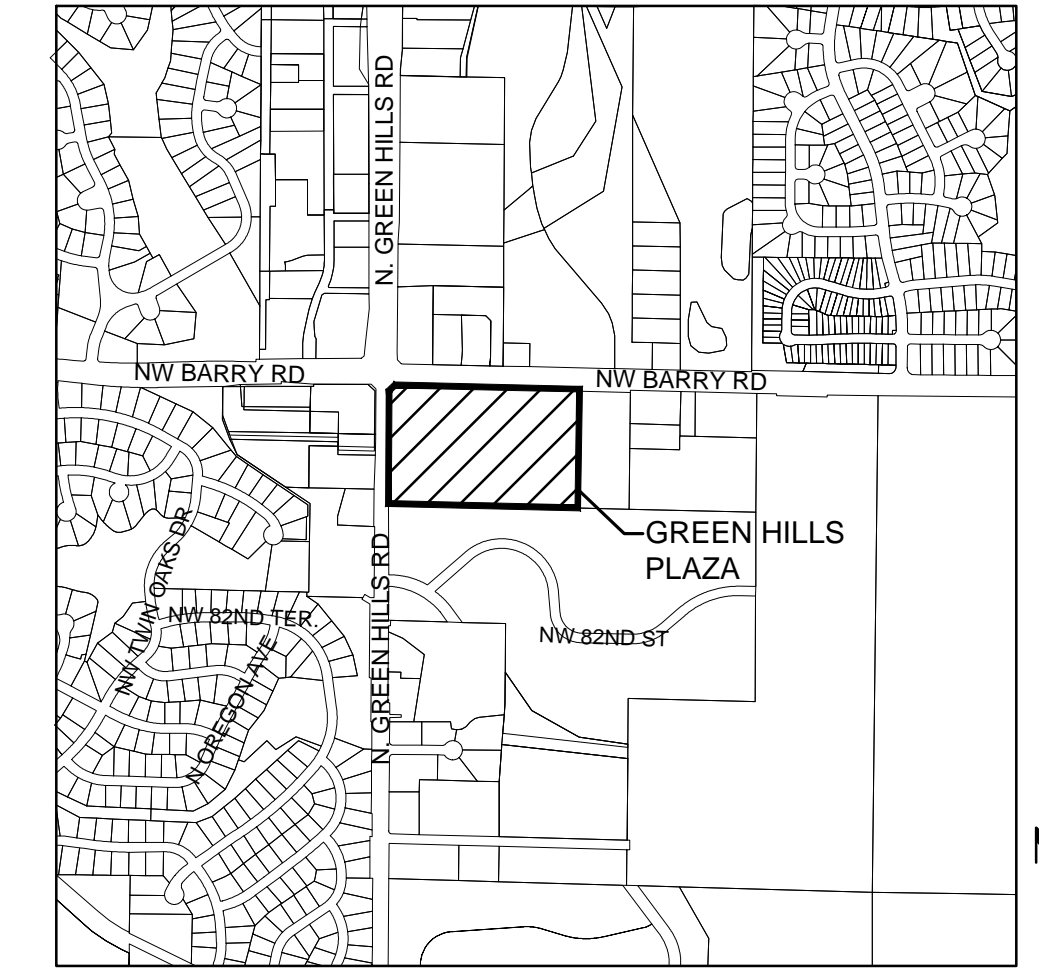 N. GREEN HILLS RD
NW BARRY RD
NW BARRY RD
GREEN HILLS
PLAZA
NW TWIN OAKS DR
NW 82ND TER.
N OREGON AVE
N. GREEN HILLS RD
NW 82ND ST